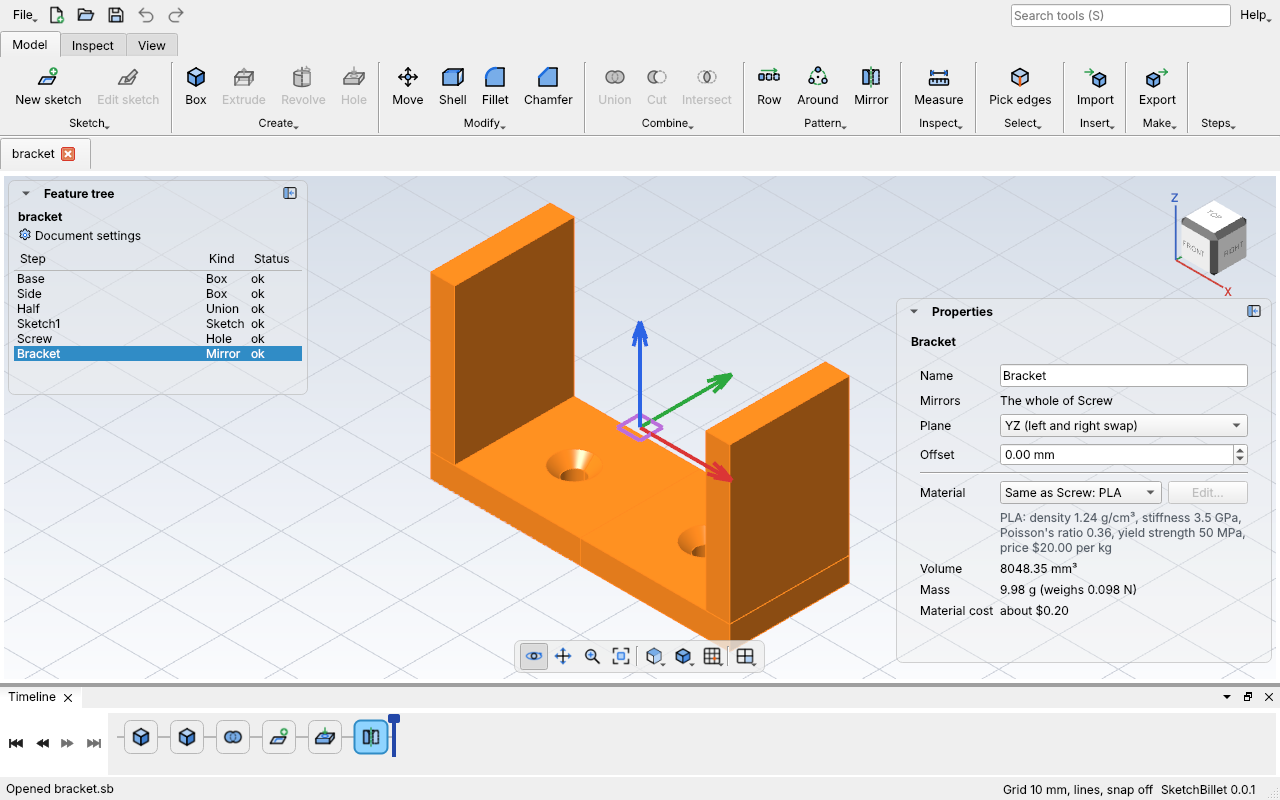 File
Search tools (S)
Help
Model
Inspect
View
New sketch
Edit sketch
Box
Extrude
Revolve
Hole
Move
Shell
Fillet
Chamfer
Union
Cut
Intersect
Row
Around
Mirror
Measure
Pick edges
Import
Export
Sketch
Create
Modify
Combine
Pattern
Inspect
Select
Insert
Make
Steps
bracket
Feature tree
bracket
Document settings
Step Kind Status
Base Box ok
Side Box ok
Half Union ok
Sketch1 Sketch ok
Screw Hole ok
Bracket Mirror ok
Z
TOP
FRONT
RIGHT
X
Properties
Bracket
Name Bracket
Mirrors The whole of Screw
Plane YZ (left and right swap)
Offset 0.00 mm
Material Same as Screw: PLA Edit...
PLA: density 1.24 g/cm³, stiffness 3.5 GPa,
Poisson's ratio 0.36, yield strength 50 MPa,
price $20.00 per kg
Volume 8048.35 mm³
Mass 9.98 g (weighs 0.098 N)
Material cost about $0.20
Timeline
Opened bracket.sb
Grid 10 mm, lines, snap off SketchBillet 0.0.1